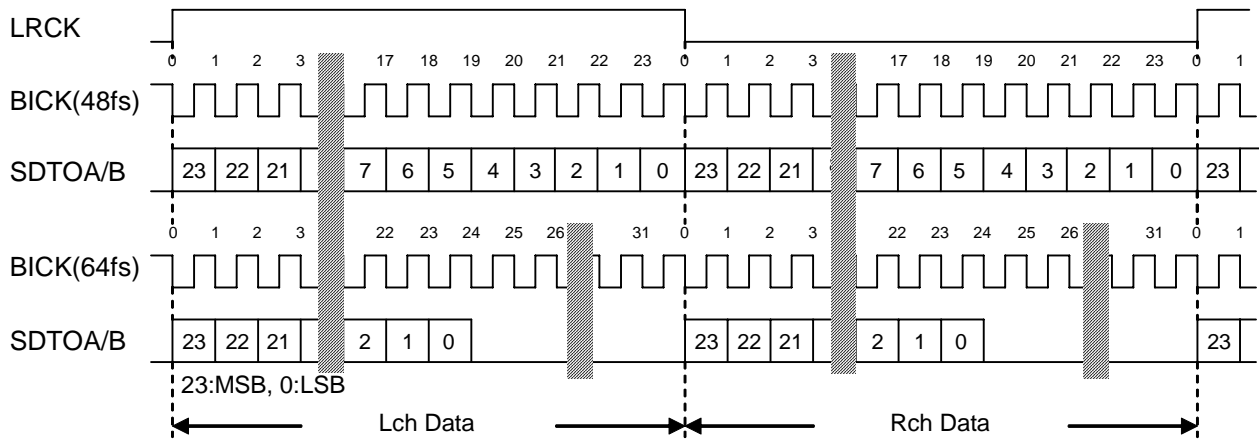 LRCK
0 1 2 3 17 18 19 20 21 22 23 0 1 2 3 17 18 19 20 21 22 23 0 1
BICK(48fs)
SDTOA/B 23 22 21 7 6 5 4 3 2 1 0 23 22 21 7 6 5 4 3 2 1 0 23
0 1 2 3 22 23 24 25 26 31 0 1 2 3 22 23 24 25 26 31 0 1
BICK(64fs)
SDTOA/B 23 22 21 2 1 0 23 22 21 2 1 0 23
23:MSB, 0:LSB
Lch Data Rch Data